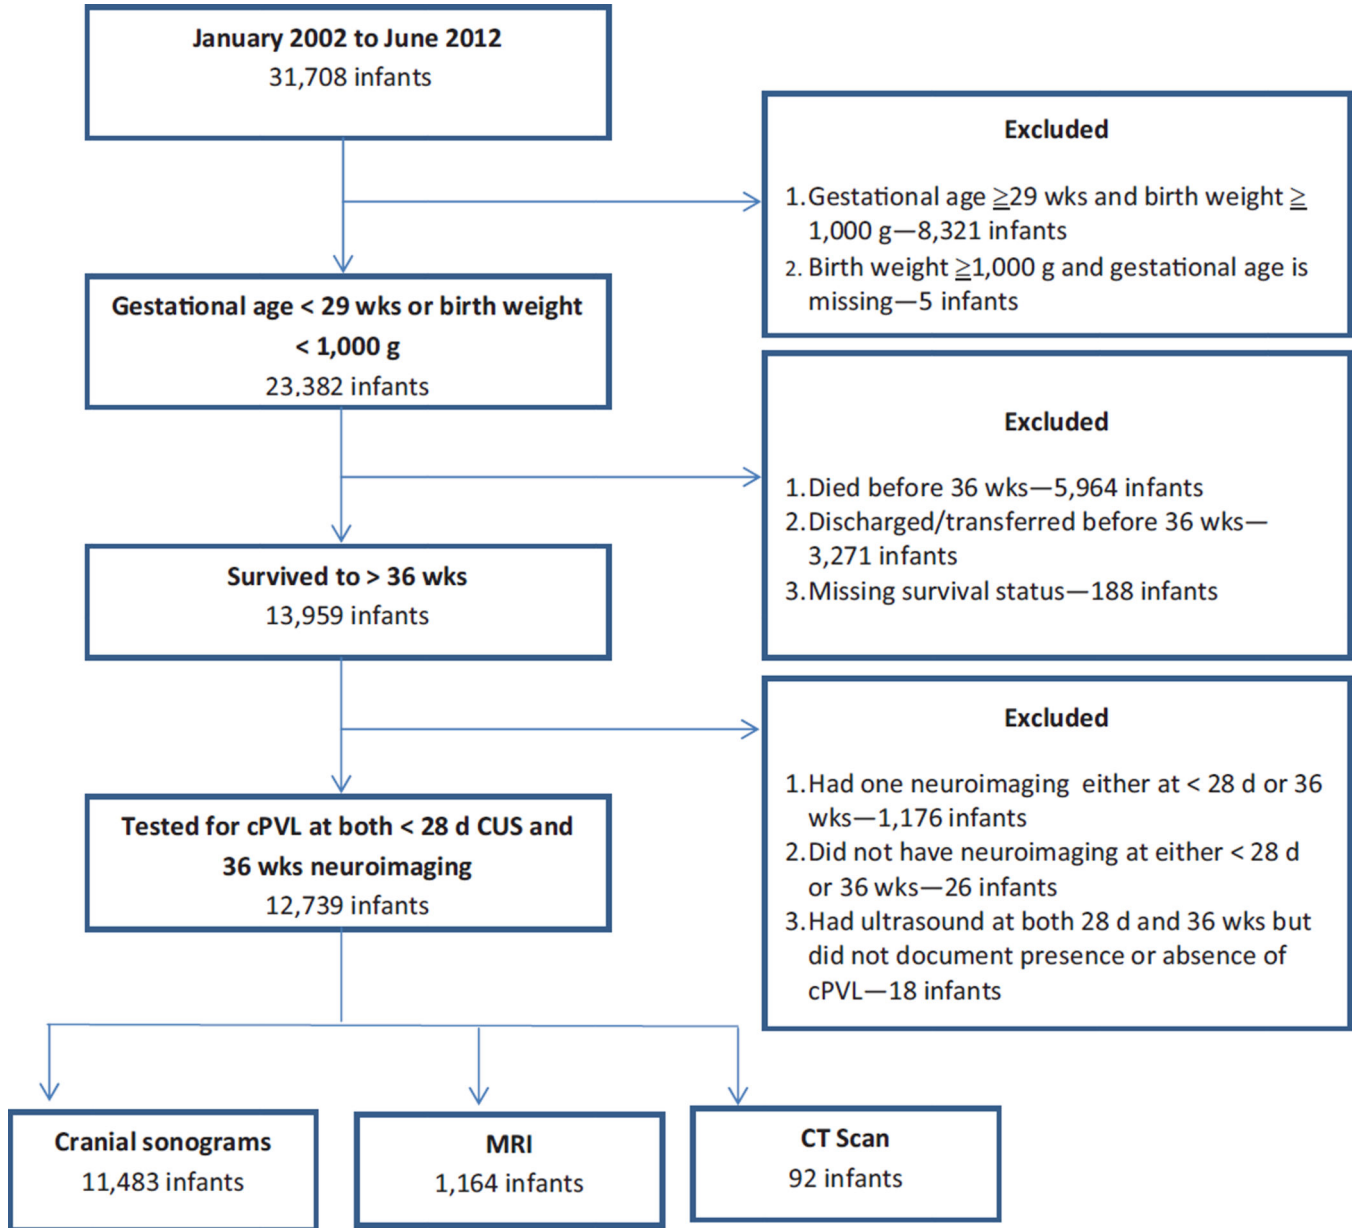 January 2002 to June 2012
31,708 infants
Excluded
1.Gestational age ≧29 wks and birth weight ≧
1,000 g—8,321 infants
2. Birth weight ≧1,000 g and gestational age is
missing—5 infants
Gestational age < 29 wks or birth weight
< 1,000 g
23,382 infants
Excluded
1.Died before 36 wks—5,964 infants
2.Discharged/transferred before 36 wks—
3,271 infants
3.Missing survival status—188 infants
Survived to > 36 wks
13,959 infants
Excluded
1.Had one neuroimaging either at < 28 d or 36
wks—1,176 infants
2.Did not have neuroimaging at either < 28 d
or 36 wks—26 infants
3.Had ultrasound at both 28 d and 36 wks but
did not document presence or absence of
cPVL—18 infants
Tested for cPVL at both < 28 d CUS and
36 wks neuroimaging
12,739 infants
Cranial sonograms
11,483 infants
MRI
1,164 infants
CT Scan
92 infants